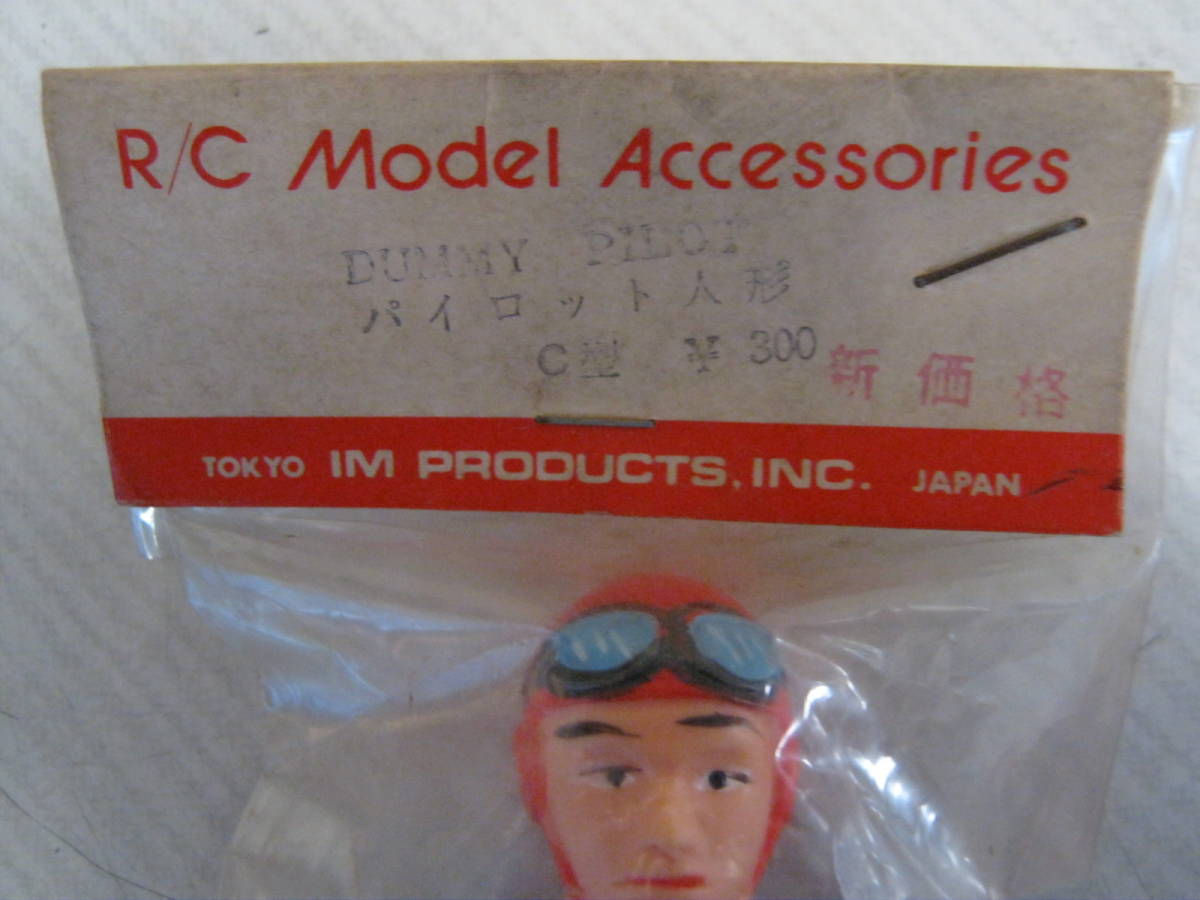 R/C Model Accessories
DUMMY PILOT
パイロット人形
C型 ¥ 300 新価格
TOKYO IM PRODUCTS, INC. JAPAN